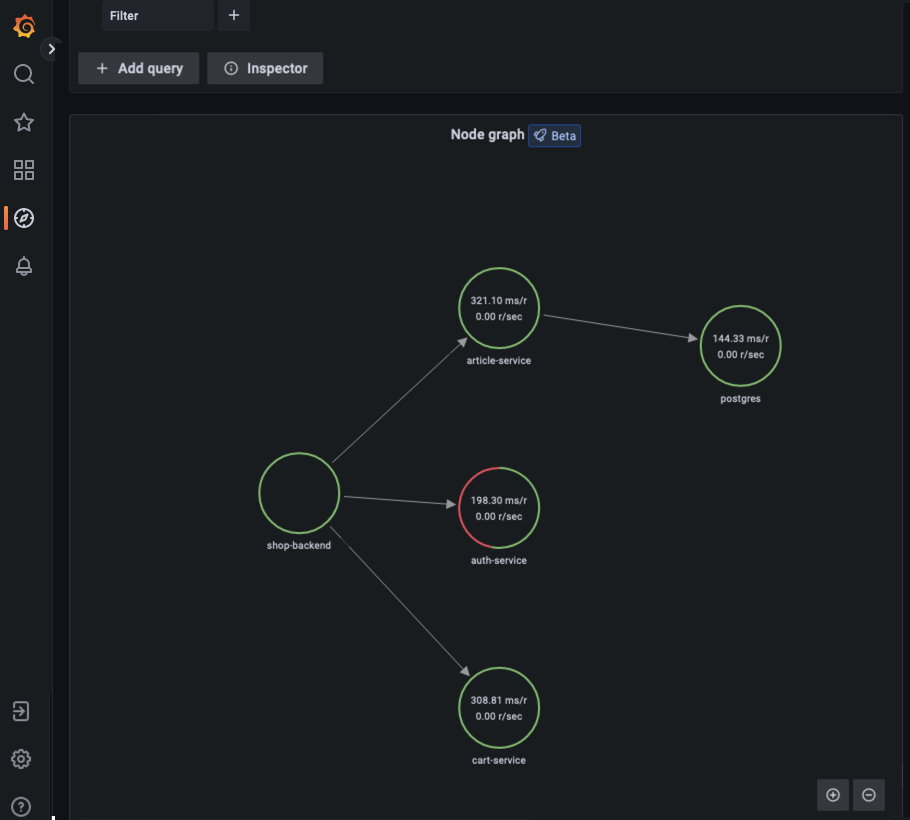 Filter
+
+ Add query
Inspector
Node graph
Beta
321.10 ms/r
0.00 r/sec
article-service
144.33 ms/r
0.00 r/sec
postgres
shop-backend
198.30 ms/r
0.00 r/sec
auth-service
308.81 ms/r
0.00 r/sec
cart-service